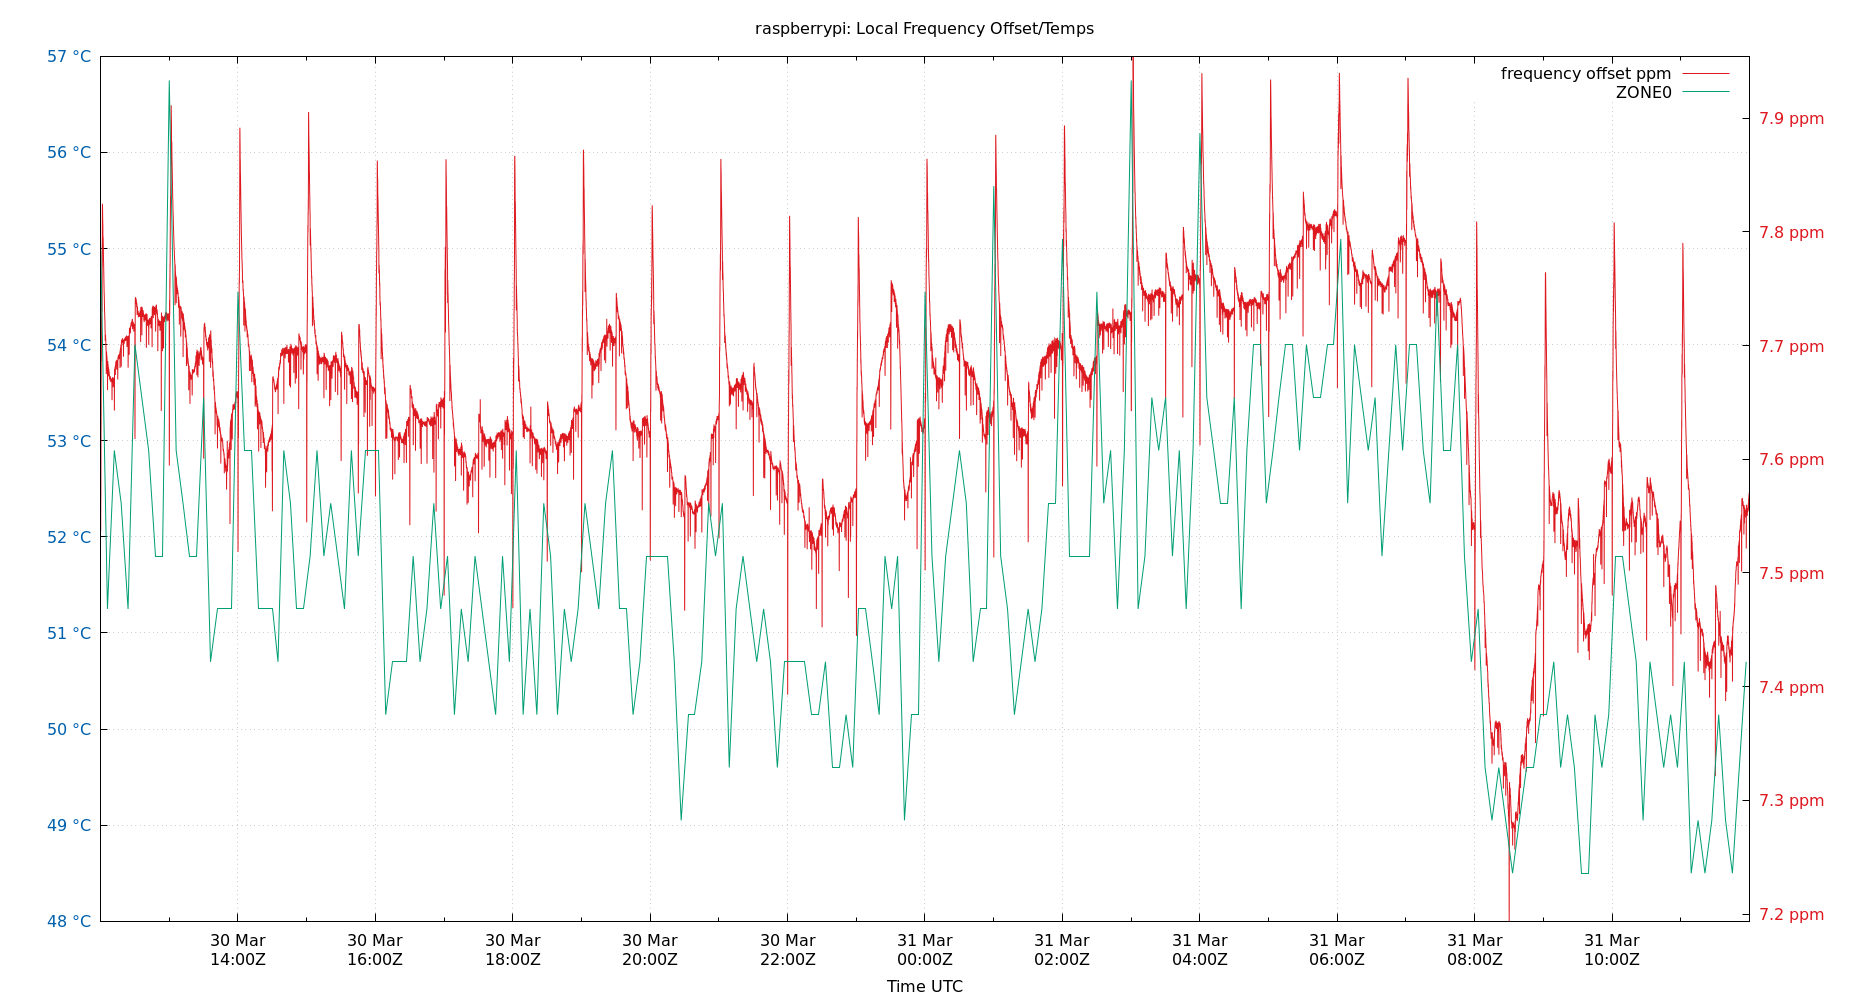 raspberrypi: Local Frequency Offset/Temps
frequency offset ppm
ZONE0
57 °C
56 °C
55 °C
54 °C
53 °C
52 °C
51 °C
50 °C
49 °C
48 °C
7.9 ppm
7.8 ppm
7.7 ppm
7.6 ppm
7.5 ppm
7.4 ppm
7.3 ppm
7.2 ppm
30 Mar
14:00Z
30 Mar
16:00Z
30 Mar
18:00Z
30 Mar
20:00Z
30 Mar
22:00Z
31 Mar
00:00Z
31 Mar
02:00Z
31 Mar
04:00Z
31 Mar
06:00Z
31 Mar
08:00Z
31 Mar
10:00Z
Time UTC